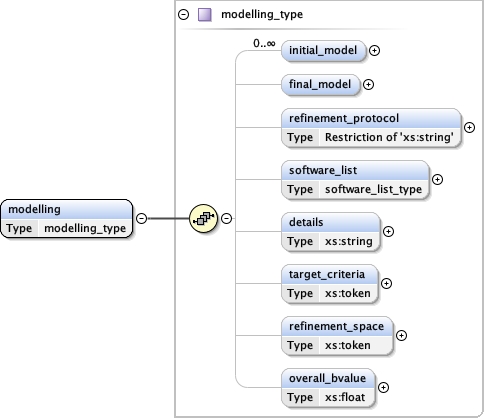 modelling_type
0..∞
initial_model
final_model
refinement_protocol
Type Restriction of 'xs:string'
software_list
Type software_list_type
modelling
Type modelling_type
details
Type xs:string
target_criteria
Type xs:token
refinement_space
Type xs:token
overall_bvalue
Type xs:float